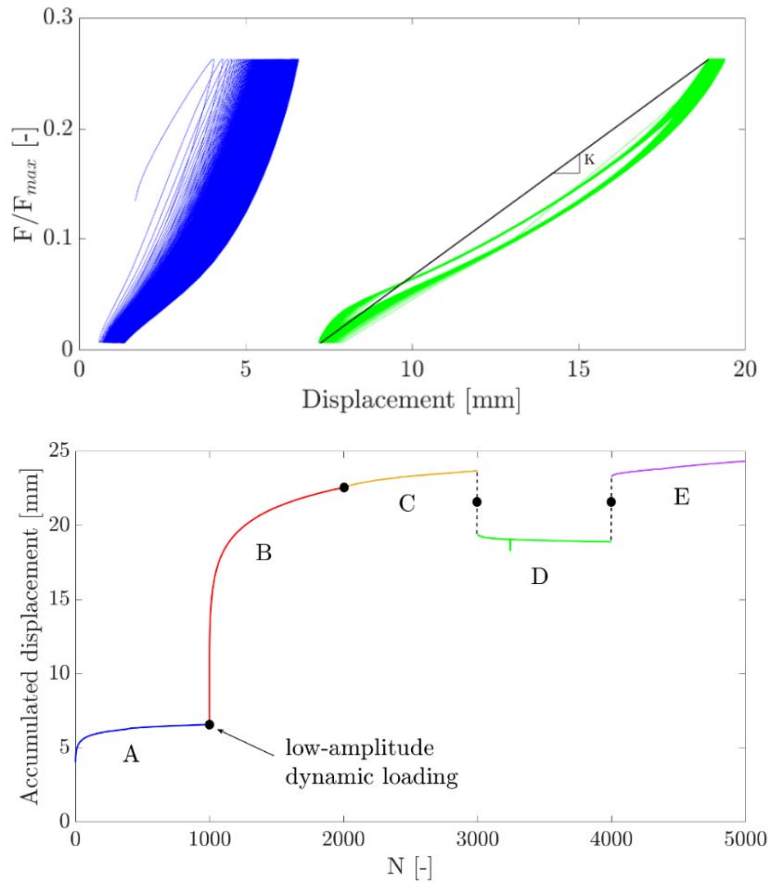 0.3
0.2
0.1
0
F/F_max [-]
K
0 5 10 15 20
Displacement [mm]
25
20
15
10
5
0
Accumulated displacement [mm]
A
B
C
D
E
low-amplitude
dynamic loading
0 1000 2000 3000 4000 5000
N [-]